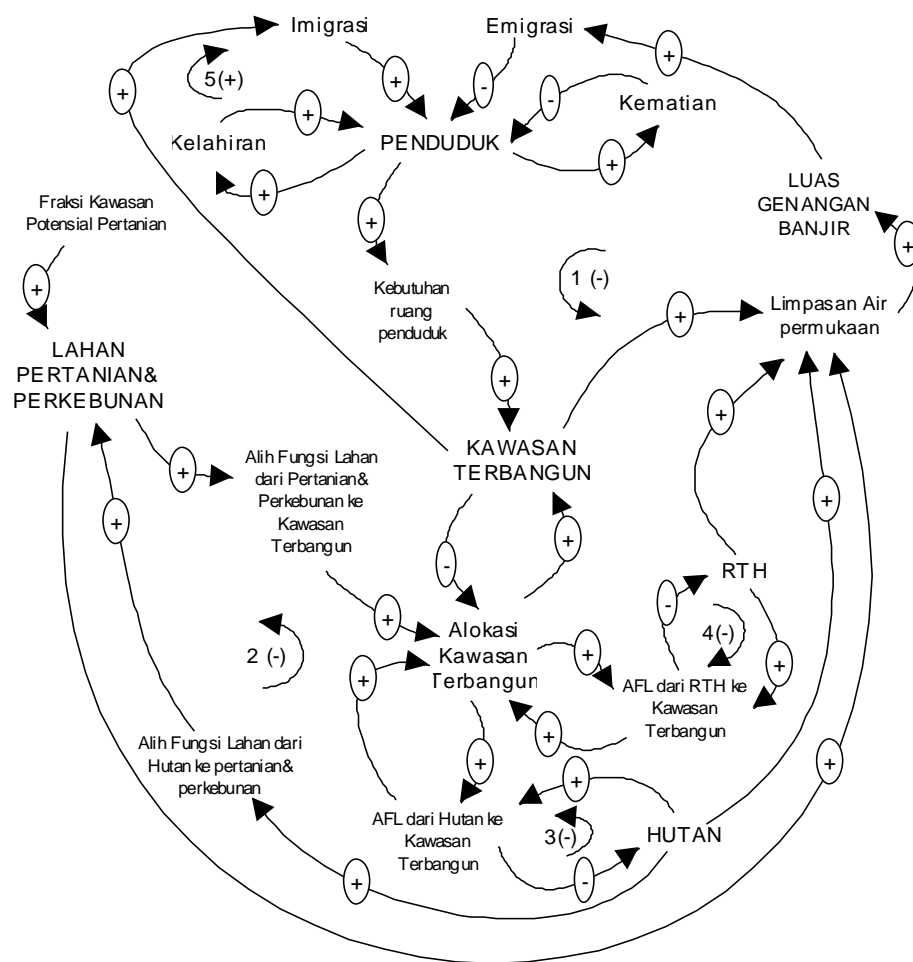 Imigrasi
Emigrasi
+
+
5(+)
+
-
-
Kematian
+
Kelahiran
PENDUDUK
+
+
Fraksi Kawasan
Potensial Pertanian
+
LUAS
GENANGAN
BANJIR
+
+
Kebutuhan
ruang
penduduk
1 (-)
+
Limpasan Air
permukaan
LAHAN
PERTANIAN&
PERKEBUNAN
+
+
KAWASAN
TERBANGUN
+
Alih Fungsi Lahan
dari Pertanian&
Perkebunan ke
Kawasan
Terbangun
+
+
+
-
+
RTH
-
+
Alokasi
Kawasan
Terbangun
2 (-)
+
+
4(-)
+
AFL dari RTH ke
Kawasan
Terbangun
+
Alih Fungsi Lahan dari
Hutan ke pertanian&
perkebunan
+
+
+
AFL dari Hutan ke
Kawasan
Terbangun
3(-)
HUTAN
+
-